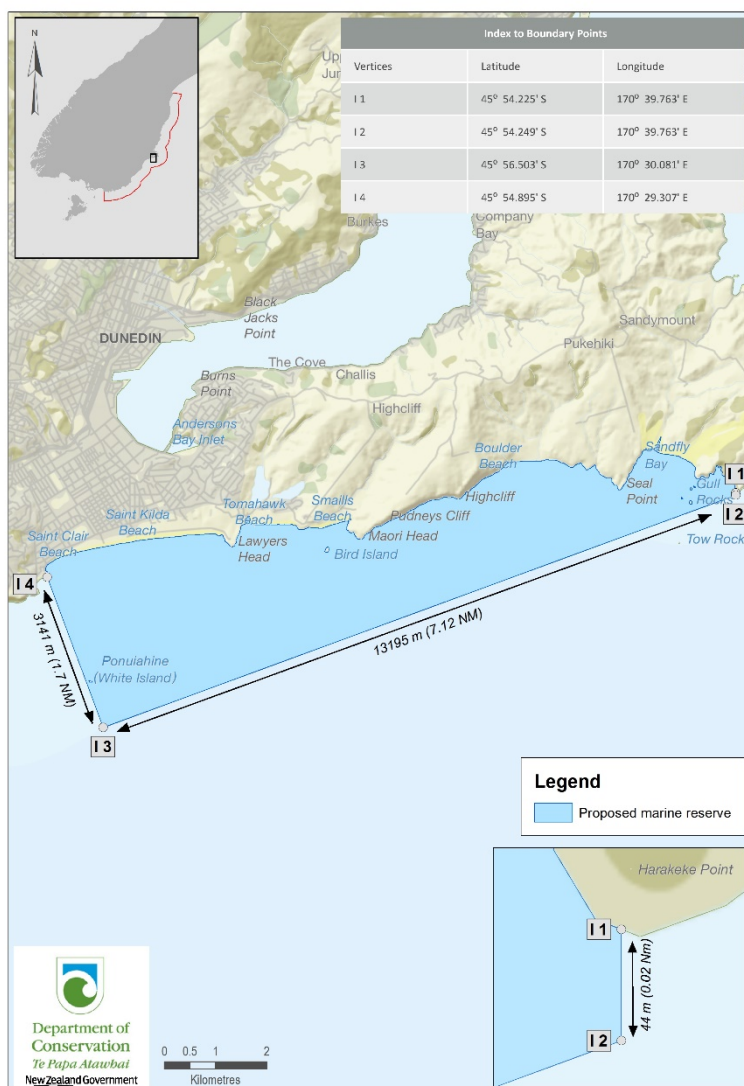 N
Index to Boundary Points
Vertices Latitude Longitude
I 1 45° 54.225' S 170° 39.763' E
I 2 45° 54.249' S 170° 39.763' E
I 3 45° 56.503' S 170° 30.081' E
I 4 45° 54.895' S 170° 29.307' E
Burkes
Company
Bay
Black
Jacks
Point
Sandymount
DUNEDIN
Pukehiki
The Cove
Challis
Burns
Point
Highcliff
Andersons
Bay Inlet
Boulder
Beach
Sandfly
Bay
I 1
Seal
Point
Gull
Rocks
I 2
Highcliff
Saint Kilda
Beach
Tomahawk
Beach
Smaills
Beach
Pudneys Cliff
Maori Head
Lawyers
Head
Bird Island
Saint Clair
Beach
Tow Rock
I 4
13195 m (7.12 NM)
3141 m (1.7 NM)
Ponuiahine
(White Island)
I 3
Legend
Proposed marine reserve
Harakeke Point
I 1
44 m (0.02 Nm)
I 2
Department of
Conservation
Te Papa Atawhai
New Zealand Government
0 0.5 1 2
Kilometres